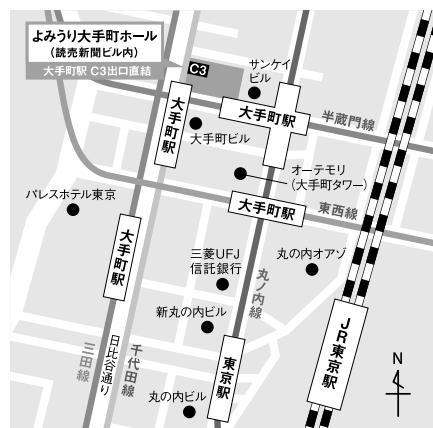 よみうり大手町ホール
(読売新聞ビル内)
大手町駅 C3出口直結
C3
サンケイ
ビル
大手町駅
大手町駅
半蔵門線
大手町ビル
オーテモリ
(大手町タワー)
大手町駅
東西線
パレスホテル東京
大手町駅
三菱UFJ
信託銀行
丸の内オアゾ
丸ノ内線
新丸の内ビル
JR東京駅
東京駅
三田線
日比谷通り
千代田線
丸の内ビル
N